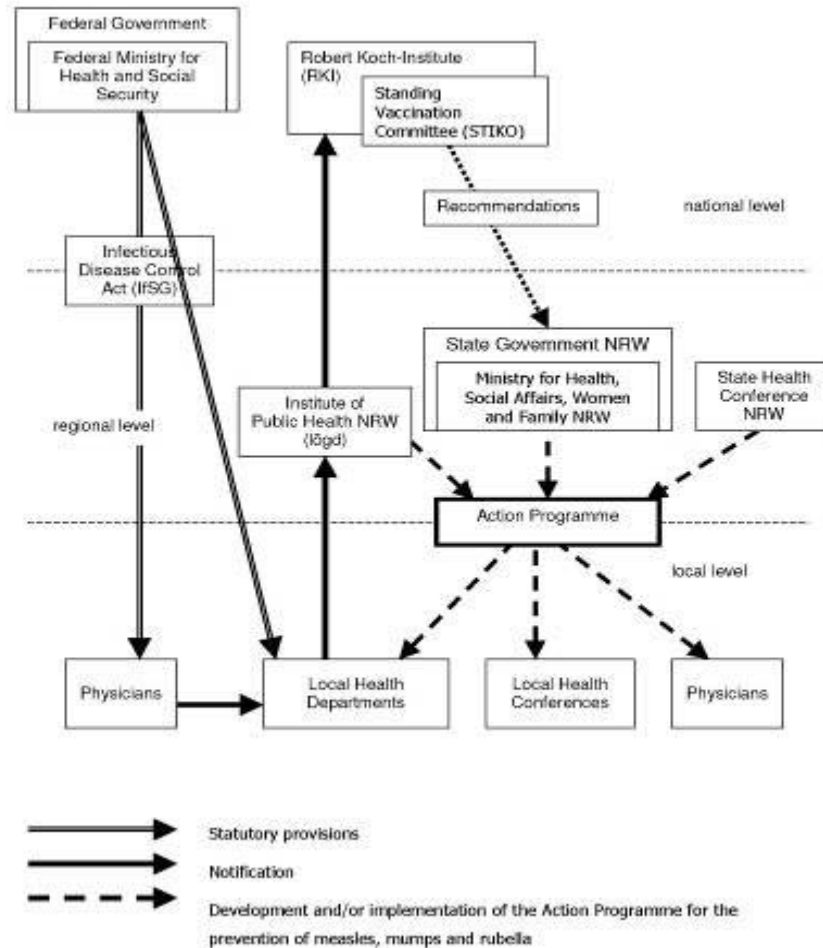 Federal Government
Federal Ministry for
Health and Social
Security
Robert Koch-Institute
(RKI)
Standing
Vaccination
Committee (STIKO)
Recommendations
national level
Infectious
Disease Control
Act (IfSG)
State Government NRW
Ministry for Health,
Social Affairs, Women
and Family NRW
State Health
Conference
NRW
Institute of
Public Health NRW
(lögd)
regional level
Action Programme
local level
Physicians
Local Health
Departments
Local Health
Conferences
Physicians
Statutory provisions
Notification
Development and/or implementation of the Action Programme for the
prevention of measles, mumps and rubella